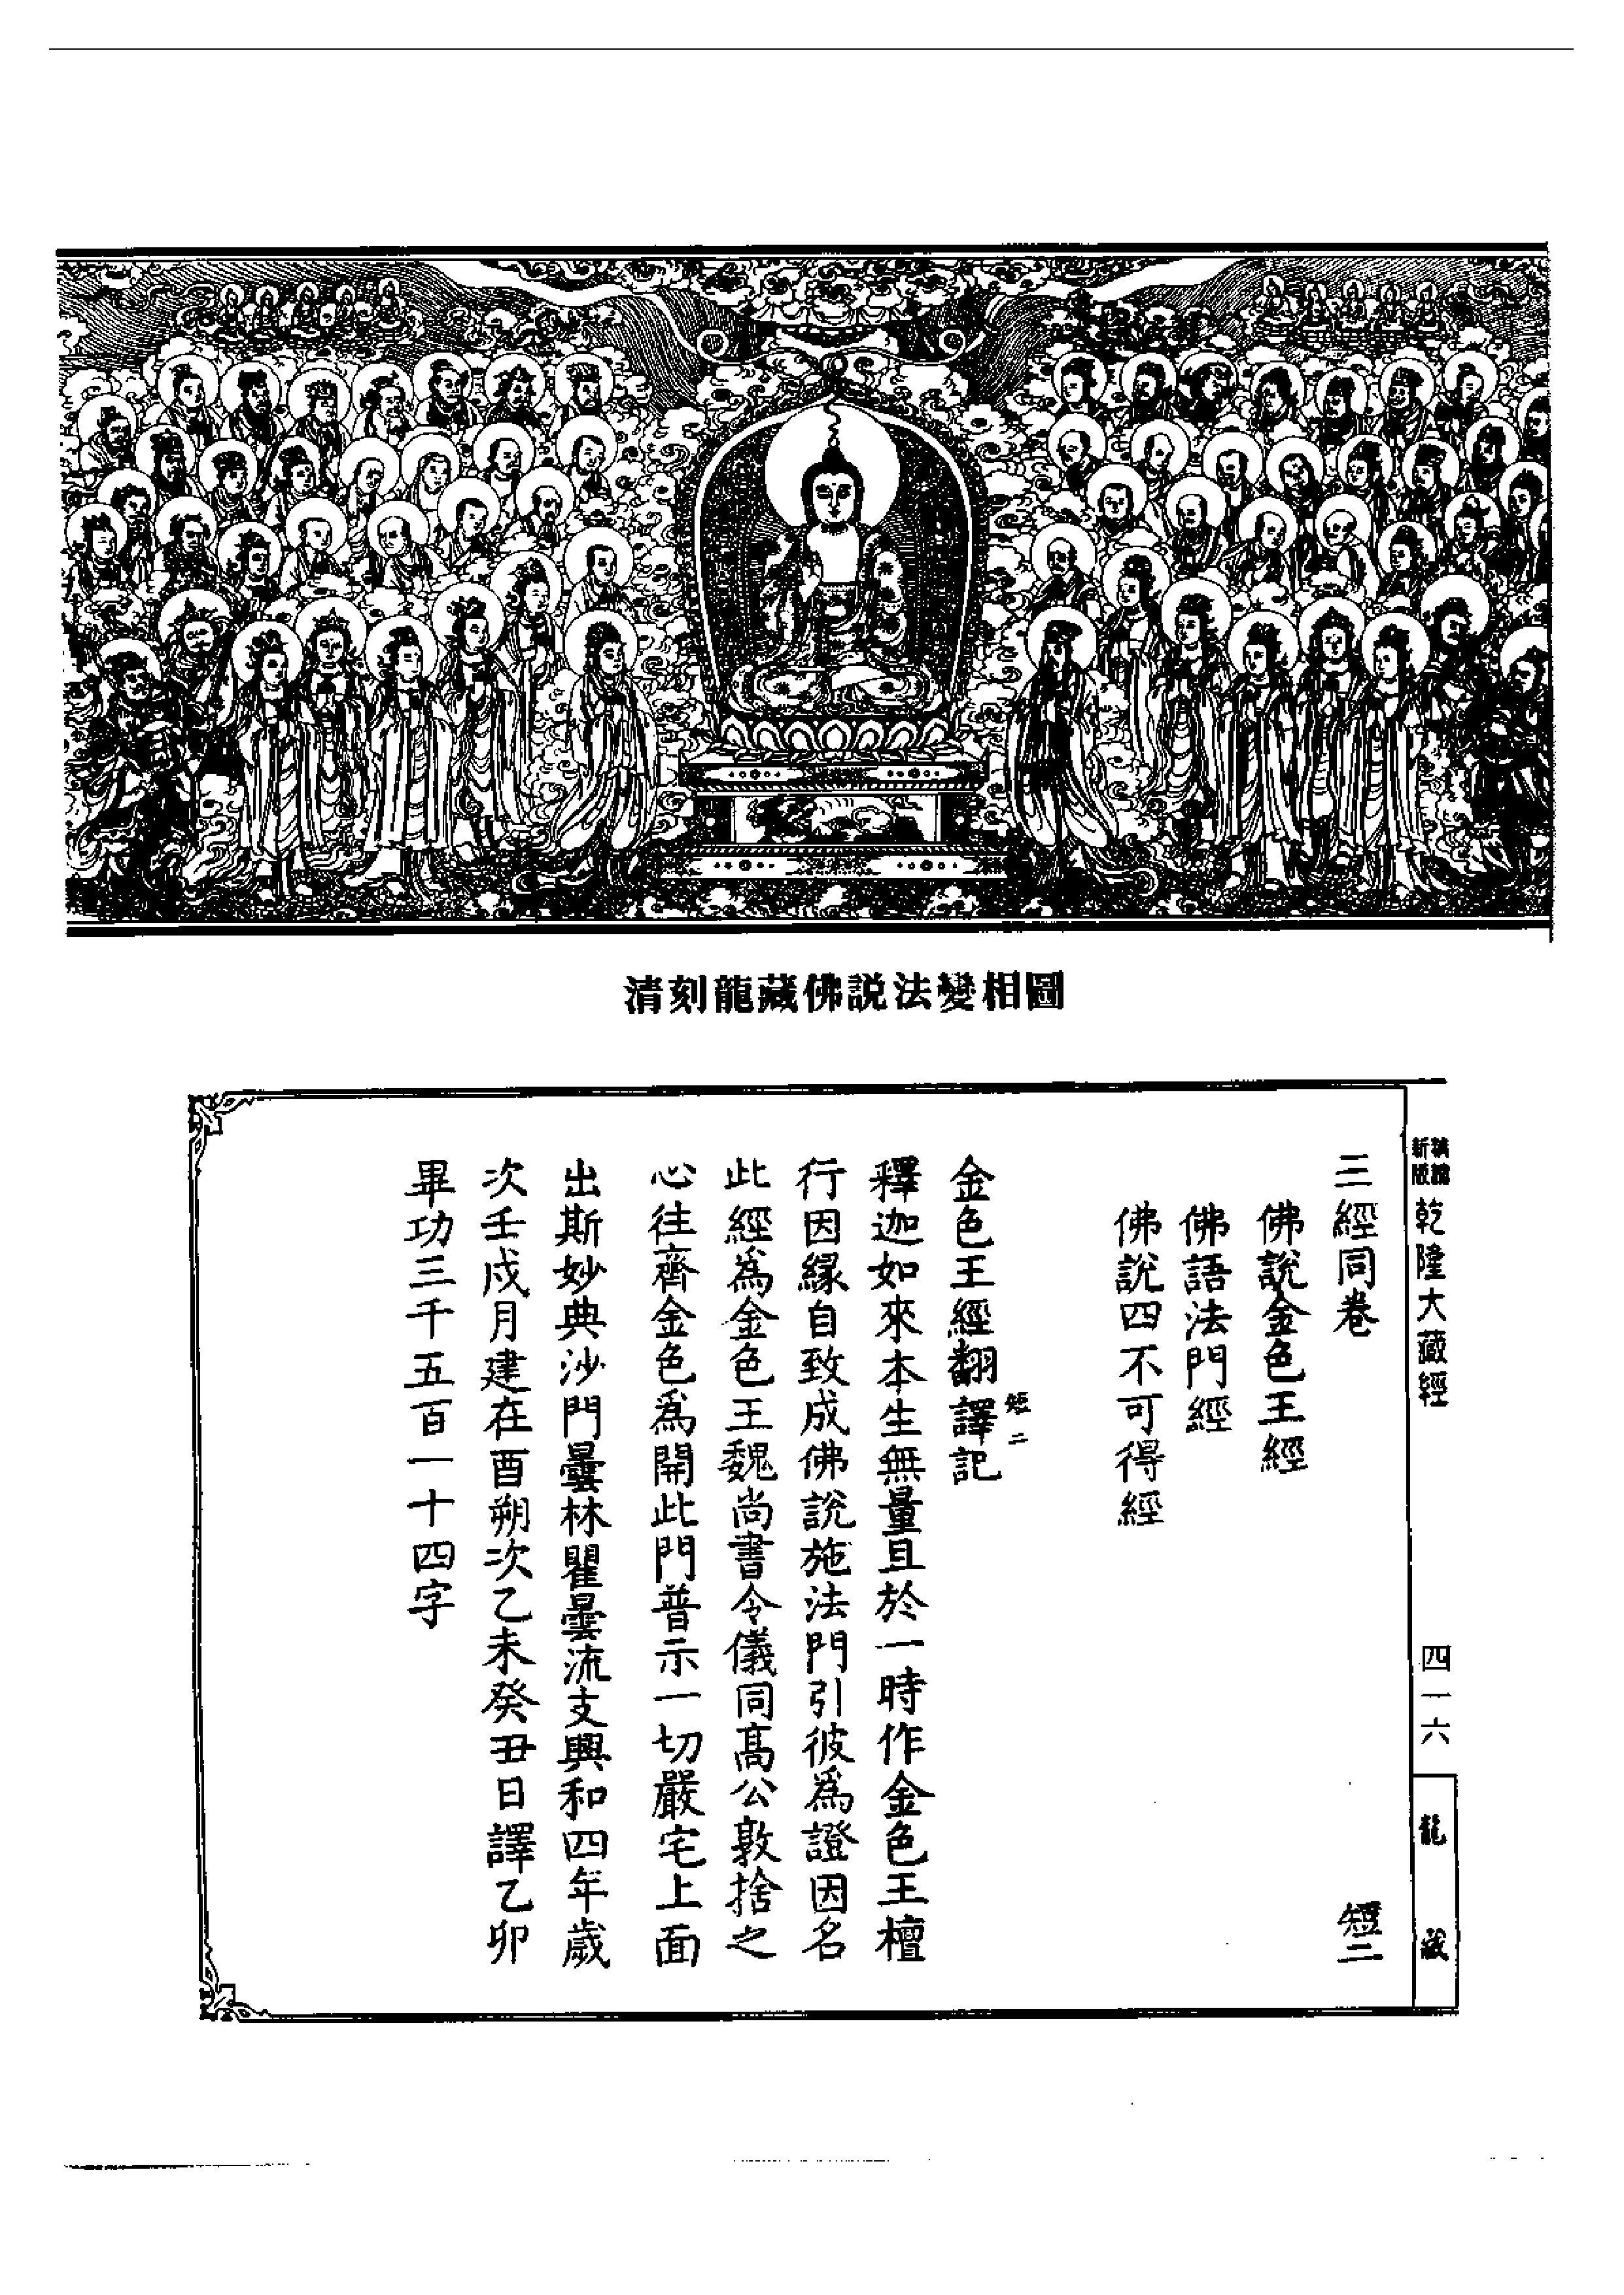 清刻龍藏佛説法變相圖
新版
乾隆大藏經
四一六
龍藏
三經同卷
短二
佛說金色王經
佛語法門經
佛說四不可得經
金色王經翻譯記
短二
釋迦如來本生無量且於一時作金色王檀
行因緣自致成佛說施法門引彼為證因名
此經為金色王魏尚書令儀同高公敦捨之
心往齊金色為開此門普示一切嚴宅上面
出斯妙典沙門曇林瞿曇流支興和四年歲
次壬戌月建在酉朔次乙未癸丑日譯乙卯
畢功三千五百一十四字